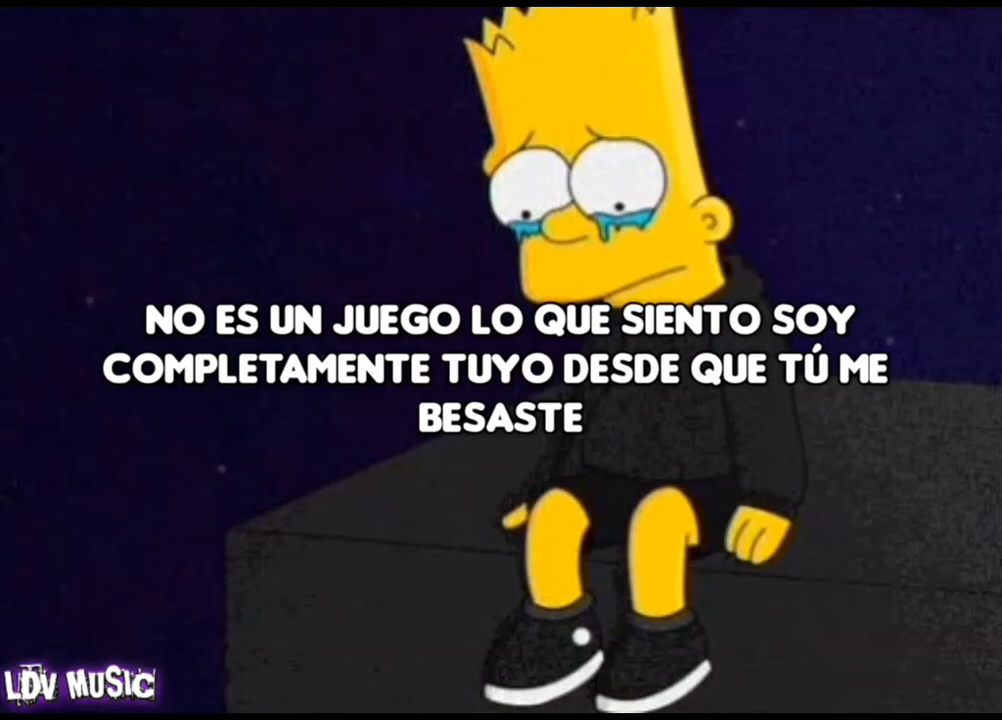 NO ES UN JUEGO LO QUE SIENTO SOY
COMPLETAMENTE TUYO DESDE QUE TÚ ME
BESASTE
LDV MUSIC